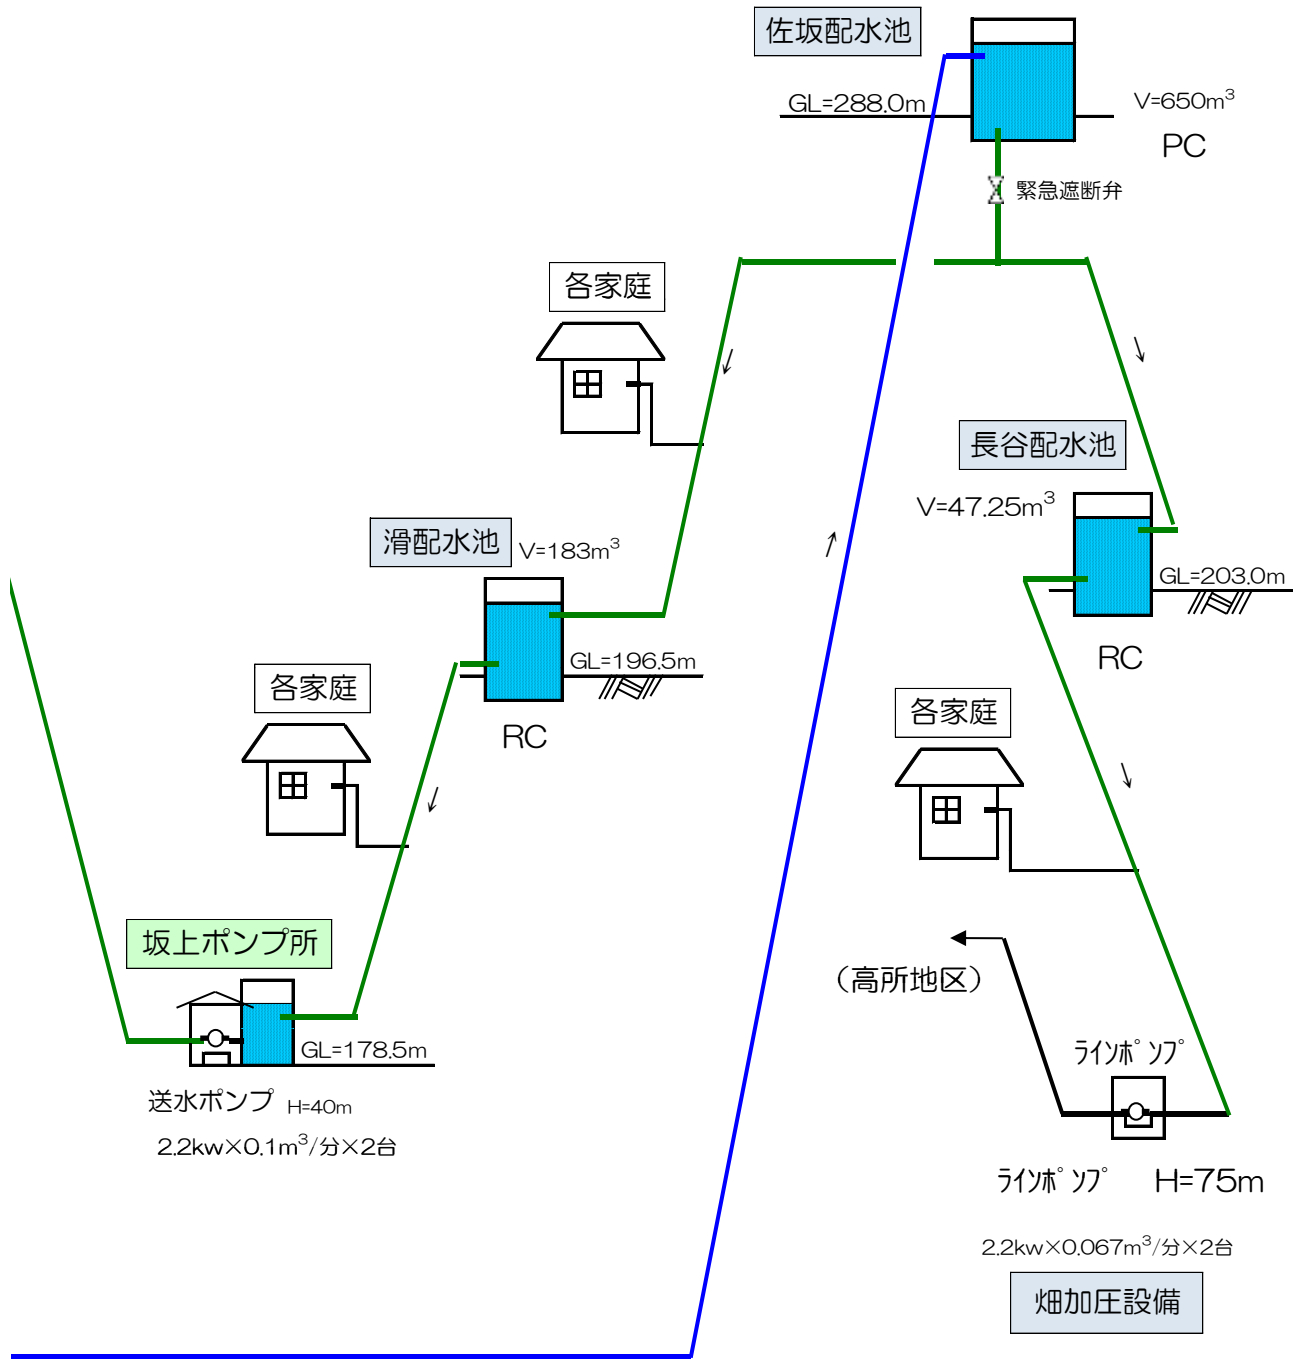 佐坂配水池
GL=288.0m
V=650m³
PC
緊急遮断弁
各家庭
長谷配水池
V=47.25m³
GL=203.0m
RC
滑配水池
V=183m³
GL=196.5m
RC
各家庭
各家庭
坂上ポンプ所
GL=178.5m
送水ポンプ H=40m
2.2kw×0.1m³/分×2台
(高所地区)
ﾗｲﾝﾎﾟﾝﾌﾟ
ﾗｲﾝﾎﾟﾝﾌﾟ H=75m
2.2kw×0.067m³/分×2台
畑加圧設備